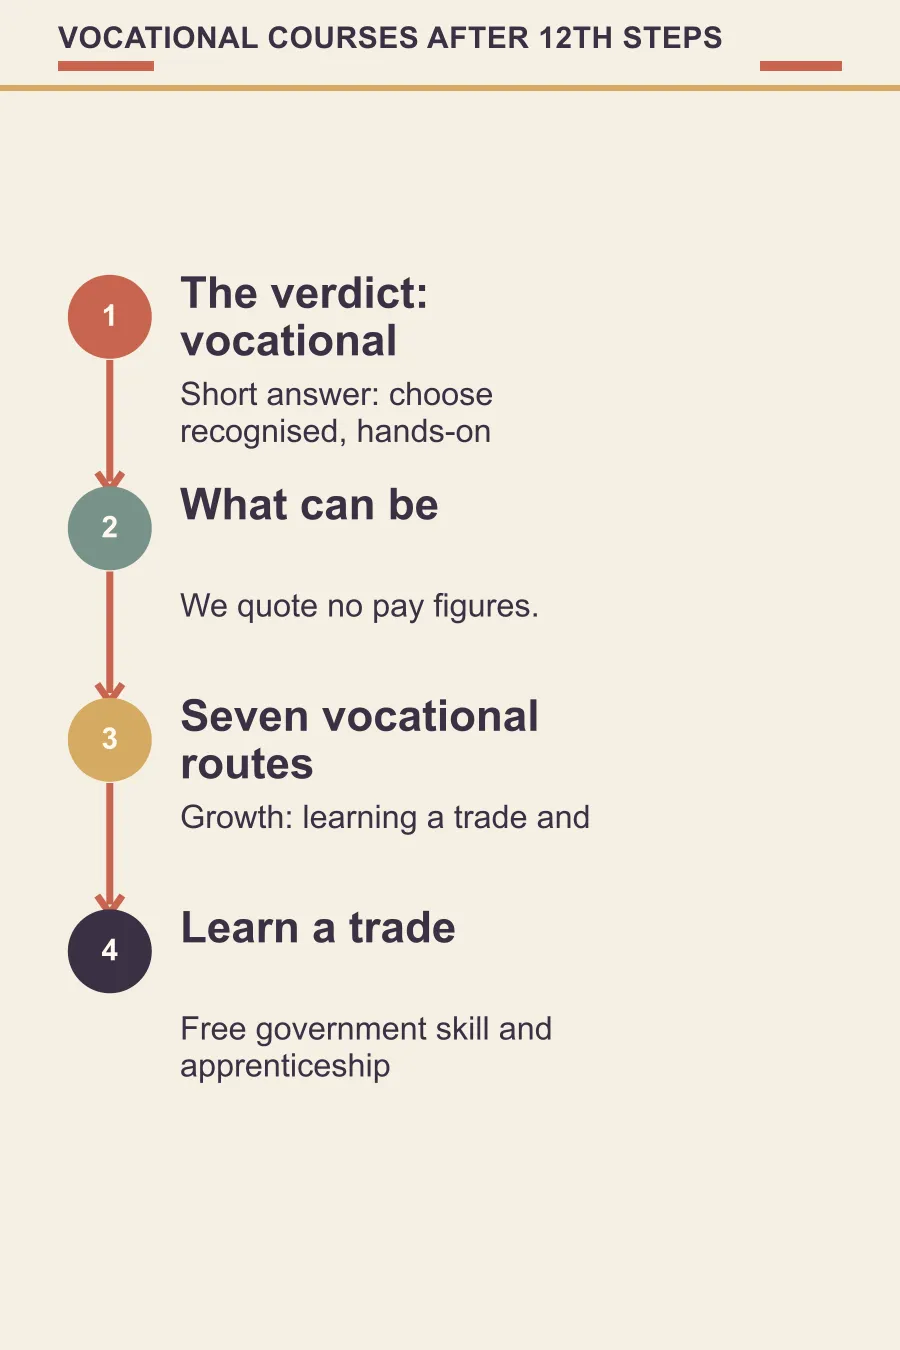 VOCATIONAL COURSES AFTER 12TH STEPS
1
The verdict:
vocational
Short answer: choose
recognised, hands-on
2
What can be
We quote no pay figures.
3
Seven vocational
routes
Growth: learning a trade and
4
Learn a trade
Free government skill and
apprenticeship